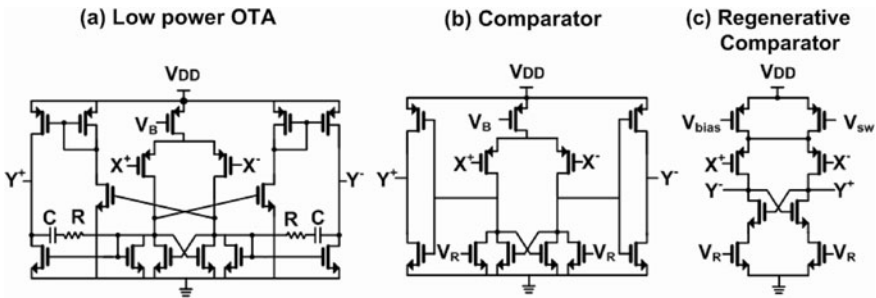 (a) Low power OTA
(b) Comparator
(c) Regenerative
Comparator
VDD
VDD
VDD
VB
VB
Vbias
Vsw
X+
X-
X+
X-
X+
X-
Y+
Y-
Y-
Y-
Y+
C
R
R
C
VR
VR
VR
VR